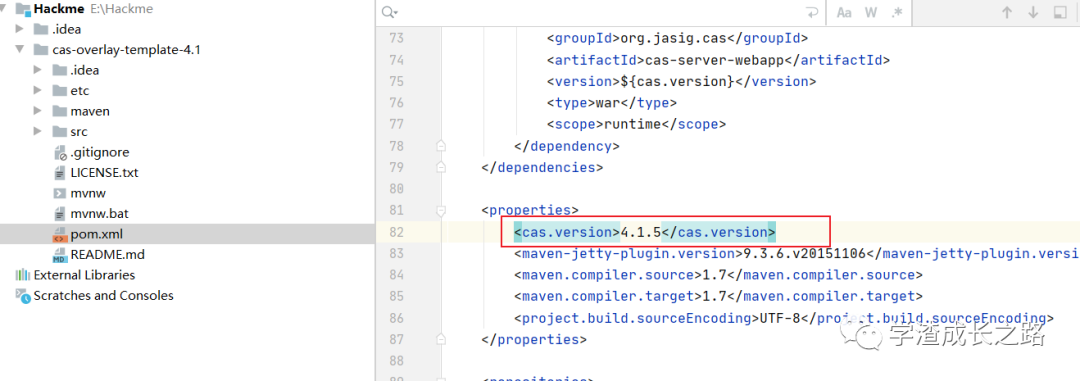 Hackme E:\Hackme
.idea
cas-overlay-template-4.1
.idea
etc
maven
src
.gitignore
LICENSE.txt
mvnw
mvnw.bat
pom.xml
README.md
External Libraries
Scratches and Consoles
Aa W .*
73 <groupId>org.jasig.cas</groupId>
74 <artifactId>cas-server-webapp</artifactId>
75 <version>${cas.version}</version>
76 <type>war</type>
77 <scope>runtime</scope>
78 </dependency>
79 </dependencies>
80
81 <properties>
82 <cas.version>4.1.5</cas.version>
83 <maven-jetty-plugin.version>9.3.6.v20151106</maven-jetty-plugin.versi
84 <maven.compiler.source>1.7</maven.compiler.source>
85 <maven.compiler.target>1.7</maven.compiler.target>
86 <project.build.sourceEncoding>UTF-8</project.build.sourceEncoding>
87 </properties>
88
学渣成长之路